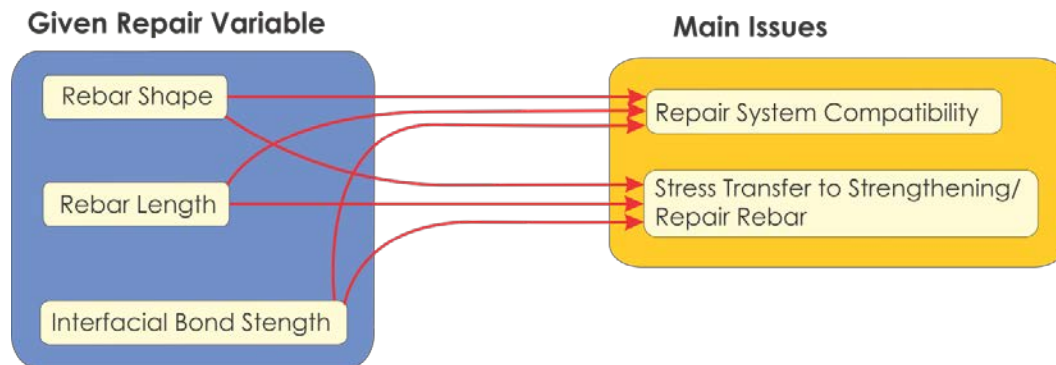 Given Repair Variable
Main Issues
Rebar Shape
Repair System Compatibility
Rebar Length
Stress Transfer to Strengthening/
Repair Rebar
Interfacial Bond Stength